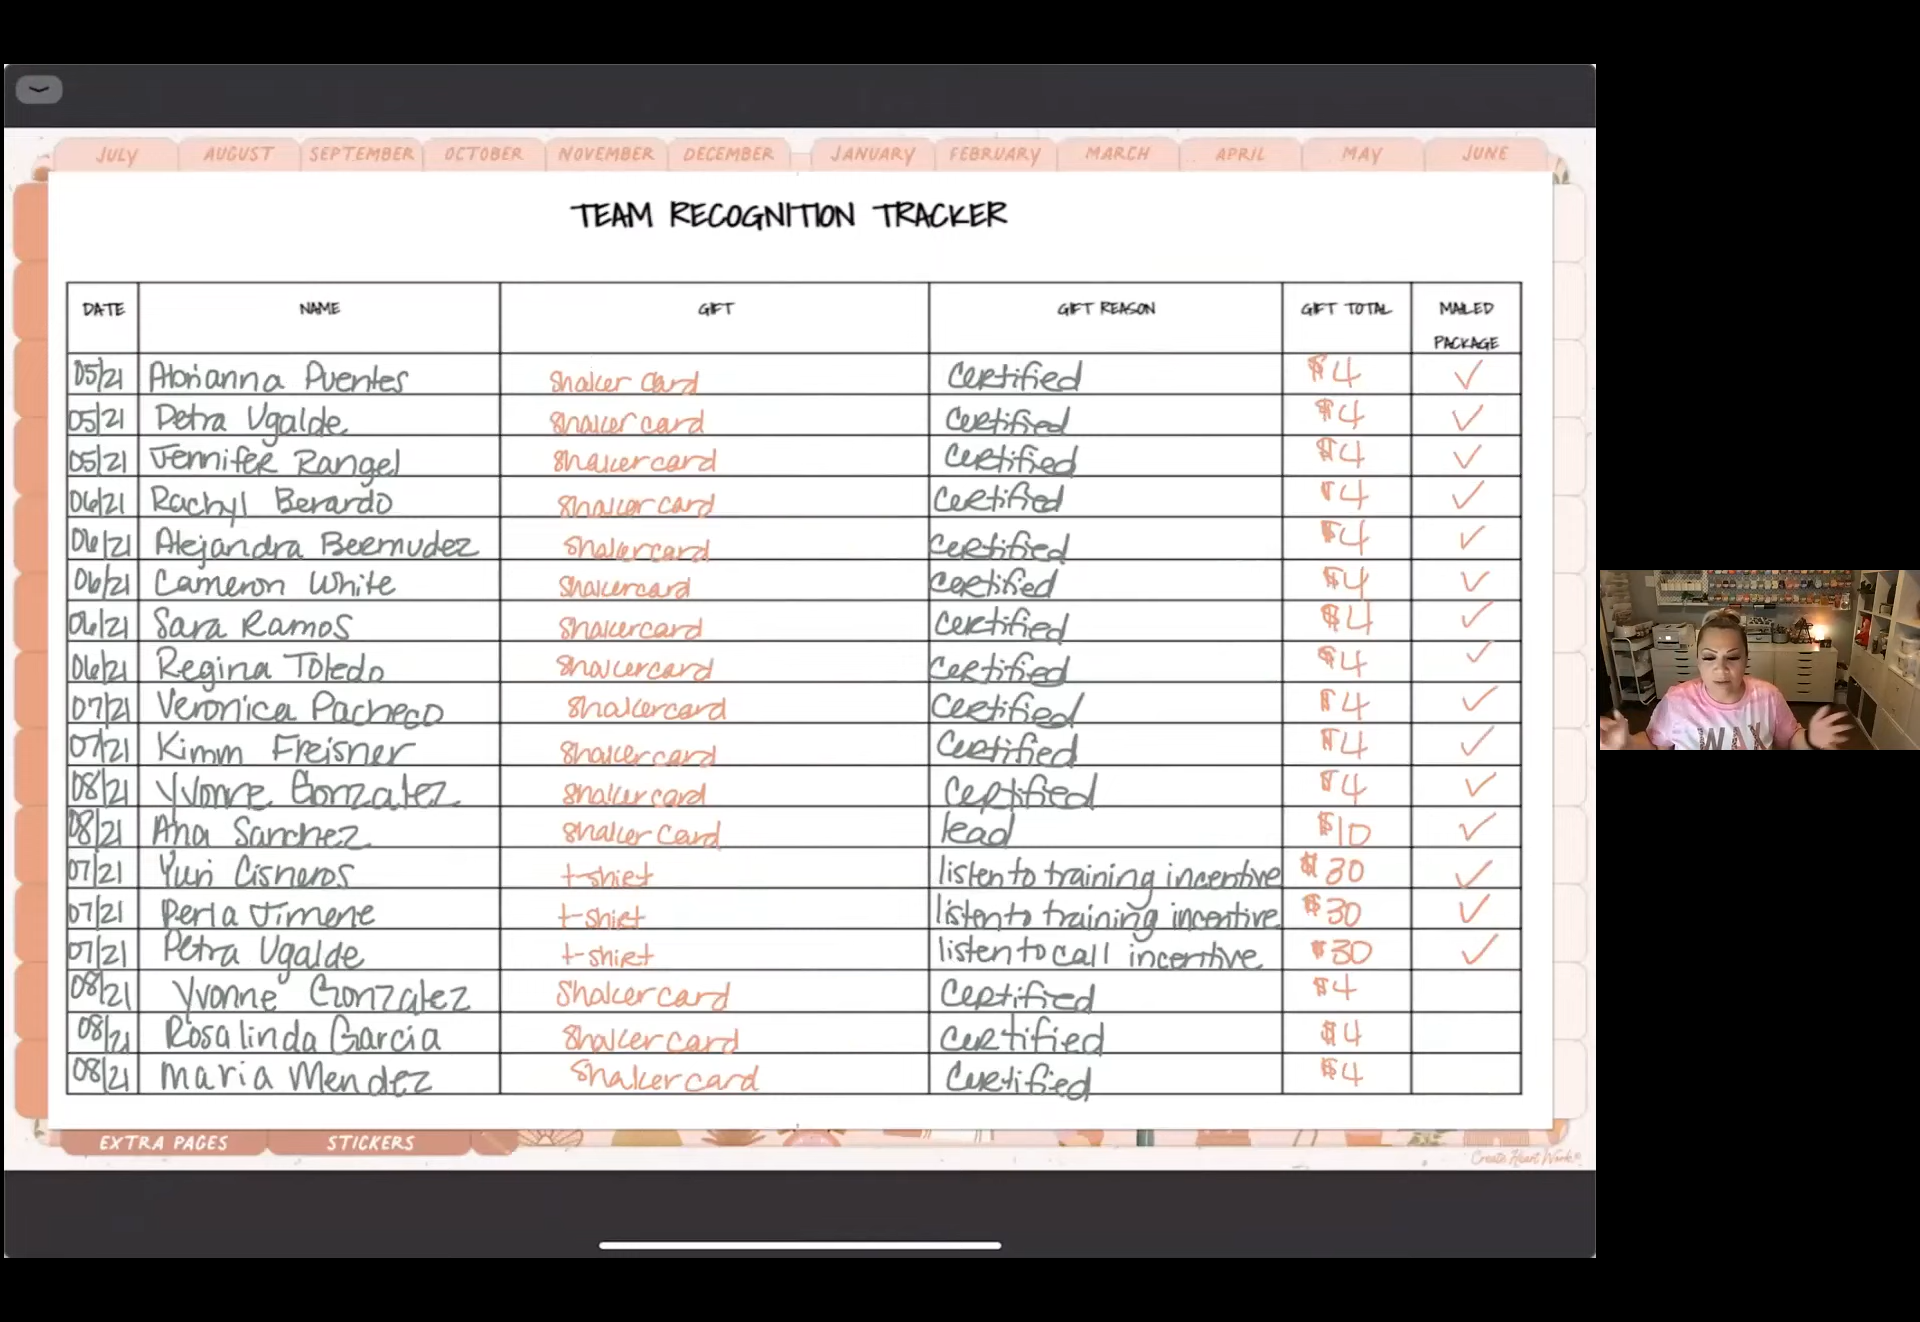 JULY AUGUST SEPTEMBER OCTOBER NOVEMBER DECEMBER JANUARY FEBRUARY MARCH APRIL MAY JUNE
TEAM RECOGNITION TRACKER
DATE NAME GIFT GIFT REASON GIFT TOTAL MAILED PACKAGE
05/21 Abrianna Puentes shaker card certified $4 ✓
05/21 Petra Ugalde shaker card certified $4 ✓
05/21 Jennifer Rangel shaker card certified $4 ✓
06/21 Rachyl Berardo shaker card certified $4 ✓
06/21 Alejandra Bermudez shaker card certified $4 ✓
06/21 Cameron White shaker card certified $4 ✓
06/21 Sara Ramos shaker card certified $4 ✓
06/21 Regina Toledo shaker card certified $4 ✓
07/21 Veronica Pacheco shaker card certified $4 ✓
07/21 Kimm Freisner shaker card certified $4 ✓
08/21 Yvonne Gonzalez shaker card certified $4 ✓
08/21 Ana Sanchez shaker card lead $10 ✓
07/21 Yuri Cisneros t-shirt listen to training incentive $30 ✓
07/21 Perla Jimene t-shirt listen to training incentive $30 ✓
07/21 Petra Ugalde t-shirt listen to call incentive $30 ✓
08/21 Yvonne Gonzalez Shaker card certified $4
08/21 Rosalinda Garcia Shaker card certified $4
08/21 Maria Mendez Shaker card certified $4
EXTRA PAGES STICKERS
Create Heart Work
WAX